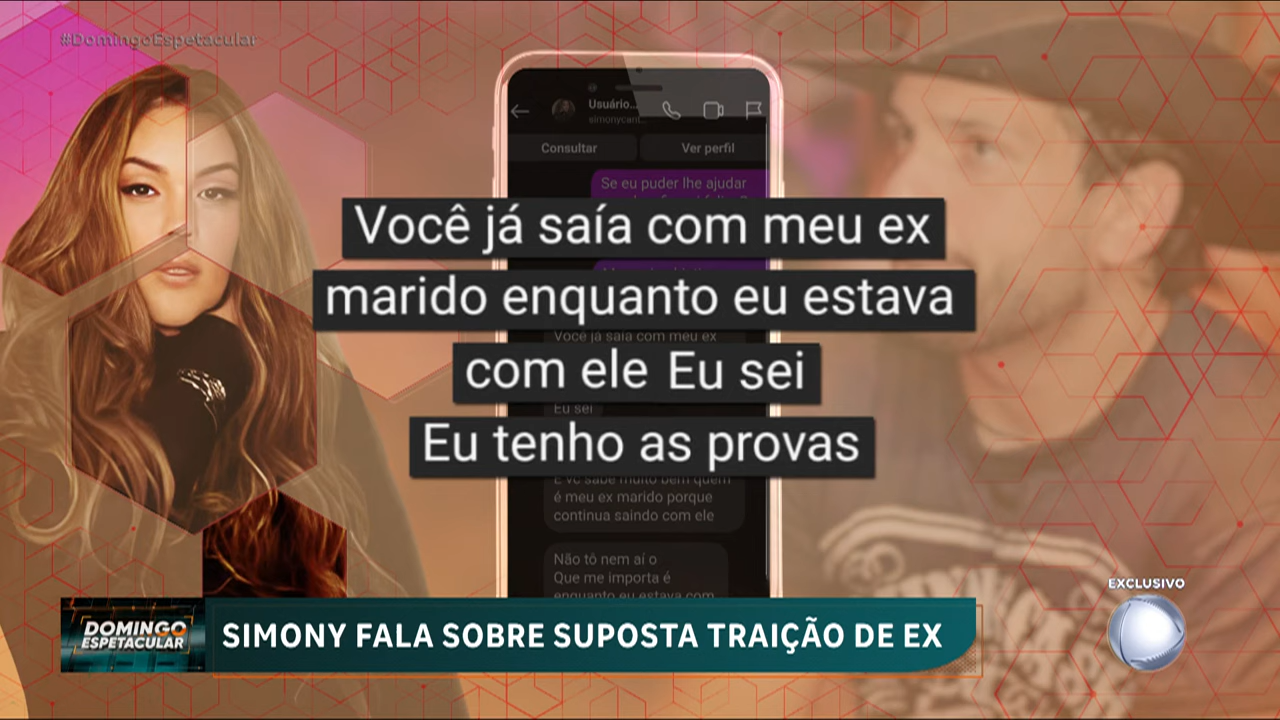 #DomingoEspetacular
Usuário...
simonycant...
Consultar
Ver perfil
Se eu puder lhe ajudar
Você já saía com meu ex
marido enquanto eu estava
com ele Eu sei
Eu tenho as provas
Você já saía com meu ex
Eu sei
E vc sabe muito bem quem
é meu ex marido porque
continua saindo com ele
Não tô nem aí o
Que me importa é
enquanto eu estava com
EXCLUSIVO
DOMINGO
ESPETACULAR
SIMONY FALA SOBRE SUPOSTA TRAIÇÃO DE EX